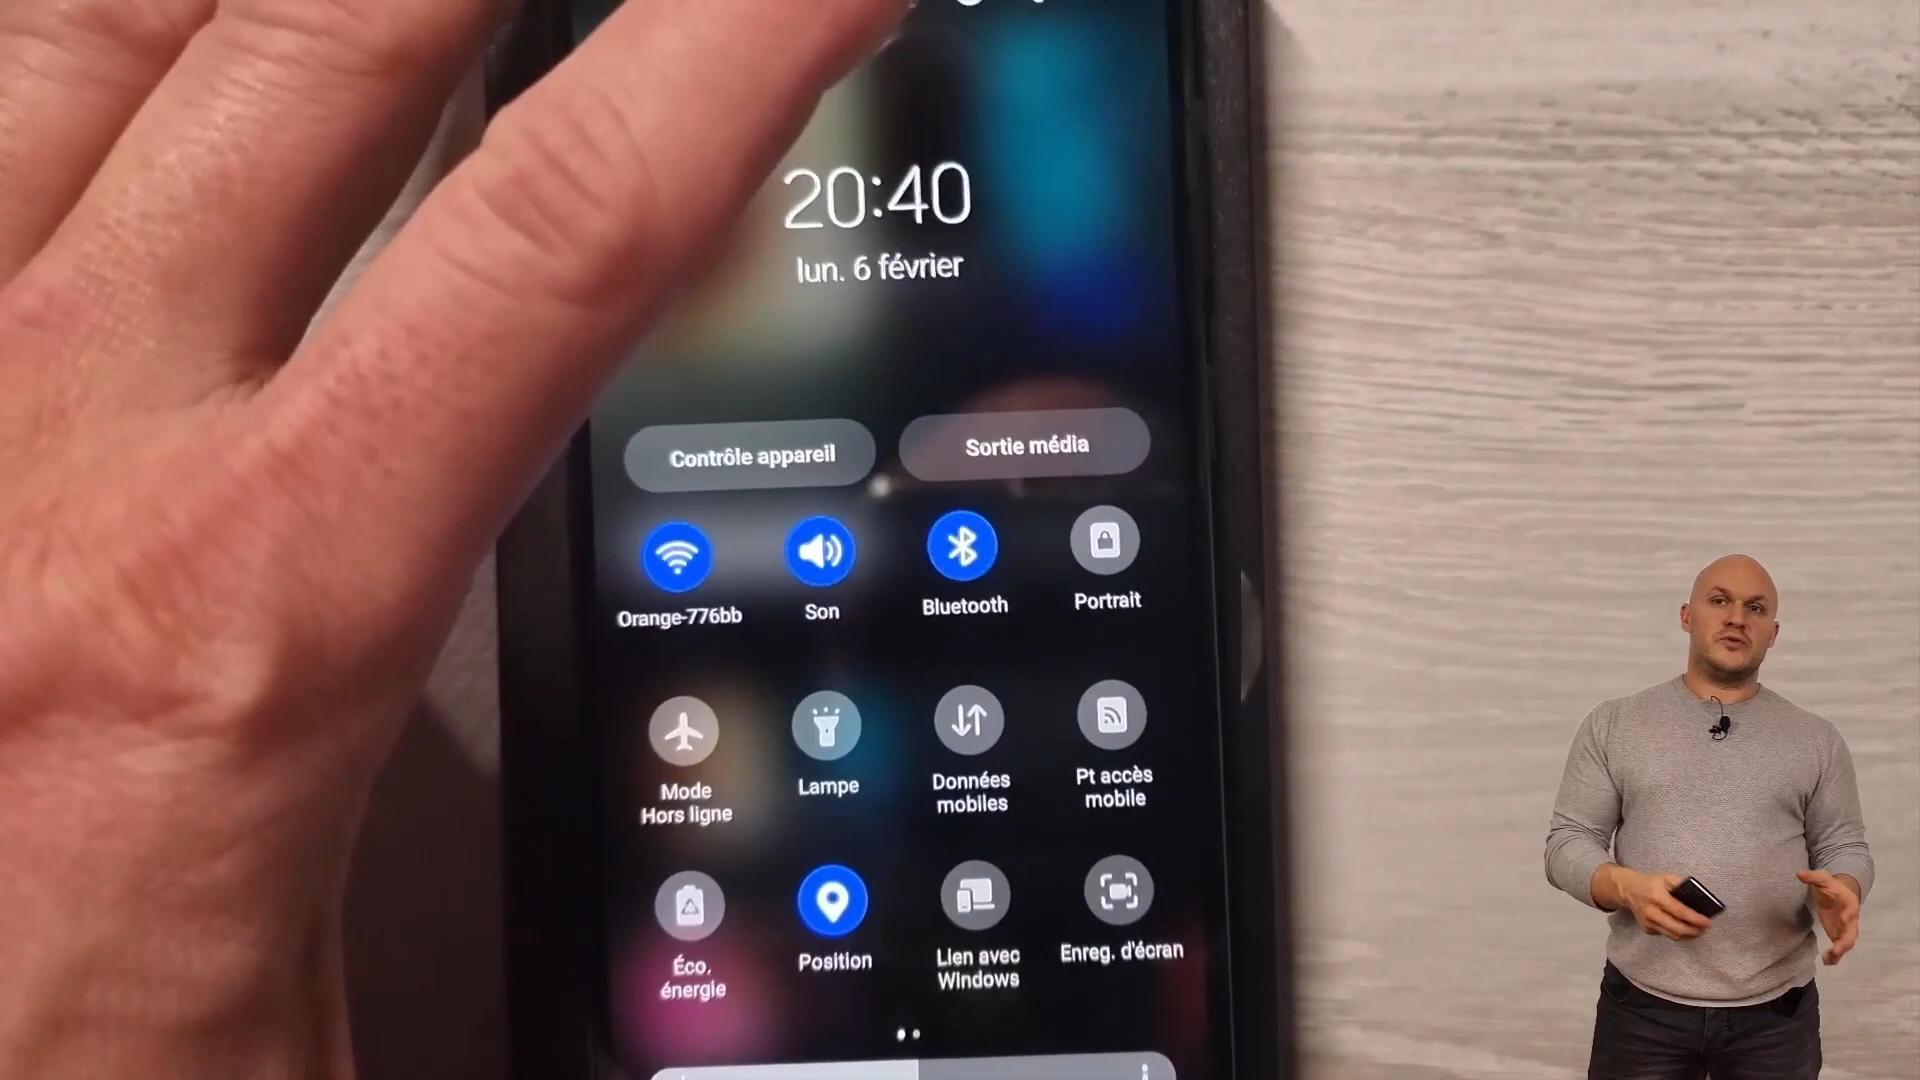 20:40
lun. 6 février
Contrôle appareil
Sortie média
Orange-776bb
Son
Bluetooth
Portrait
Mode
Hors ligne
Lampe
Données
mobiles
Pt accès
mobile
Éco.
énergie
Position
Lien avec
Windows
Enreg. d'écran